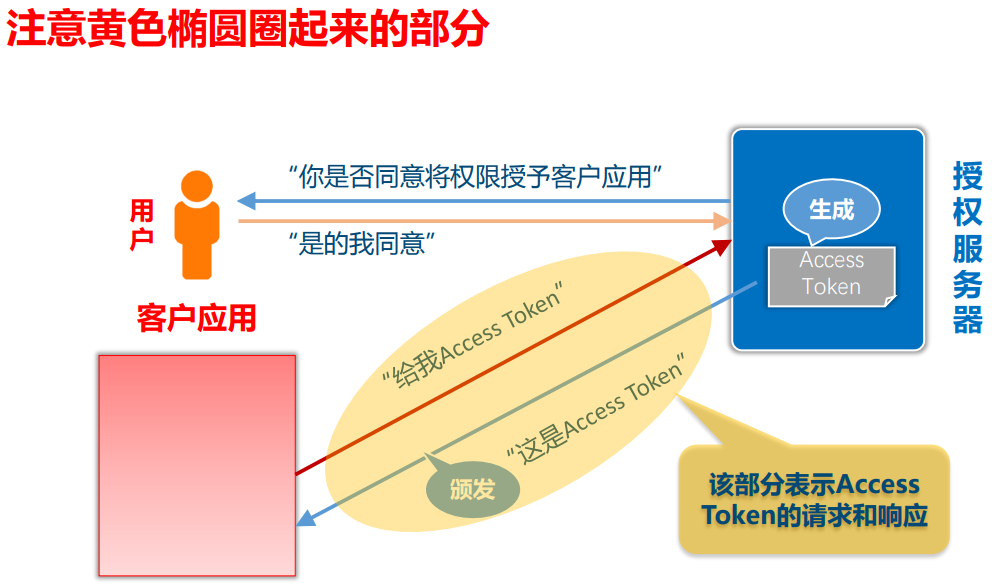 注意黄色椭圆圈起来的部分
“你是否同意将权限授予客户应用”
用户
“是的我同意”
生成
Access
Token
授权服务器
客户应用
“给我Access Token”
“这是Access Token”
颁发
该部分表示Access
Token的请求和响应